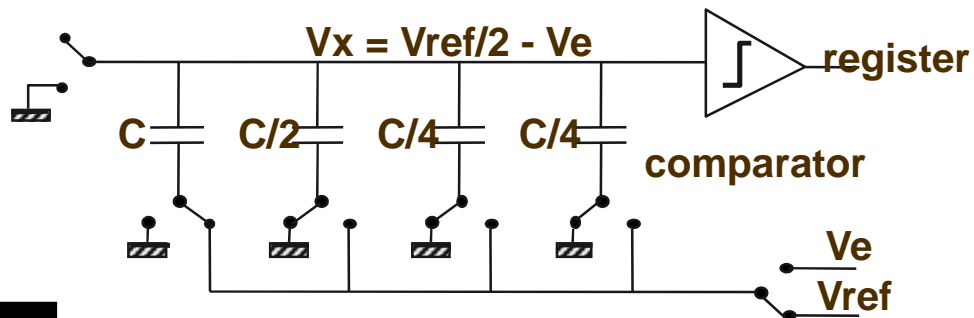 Vx = Vref/2 - Ve
register
C C/2 C/4 C/4
comparator
Ve
Vref